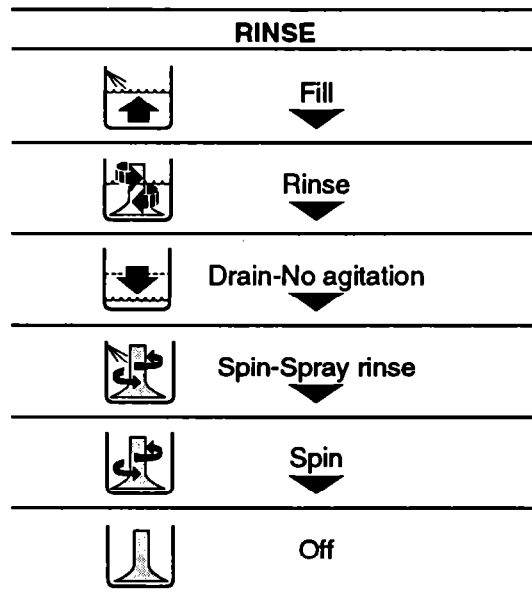 RINSE
Fill
Rinse
Drain-No agitation
Spin-Spray rinse
Spin
Off